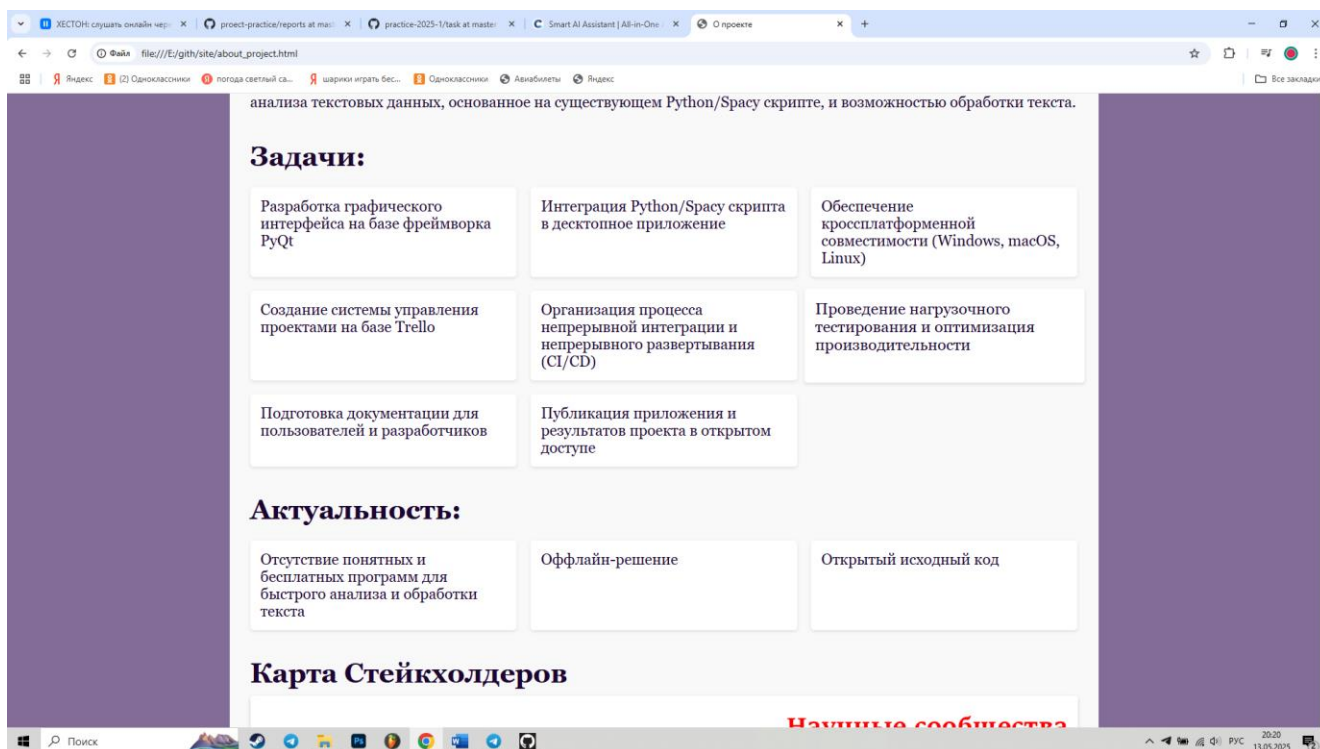 ХЕСТОН: слушать онлайн чер
proect-practice/reports at mas
practice-2025-1/task at master
Smart AI Assistant | All-in-One
О проекте
Файл file:///E:/gith/site/about_project.html
Яндекс
(2) Одноклассники
погода светлый са...
шарики играть бес...
Одноклассники
Авиабилеты
Яндекс
Все закладки
анализа текстовых данных, основанное на существующем Python/Spacy скрипте, и возможностью обработки текста.
Задачи:
Разработка графического
интерфейса на базе фреймворка
PyQt
Интеграция Python/Spacy скрипта
в десктопное приложение
Обеспечение
кроссплатформенной
совместимости (Windows, macOS,
Linux)
Создание системы управления
проектами на базе Trello
Организация процесса
непрерывной интеграции и
непрерывного развертывания
(CI/CD)
Проведение нагрузочного
тестирования и оптимизация
производительности
Подготовка документации для
пользователей и разработчиков
Публикация приложения и
результатов проекта в открытом
доступе
Актуальность:
Отсутствие понятных и
бесплатных программ для
быстрого анализа и обработки
текста
Оффлайн-решение
Открытый исходный код
Карта Стейкхолдеров
Научные сообщества
Поиск
РУС
20:20
13.05.2025